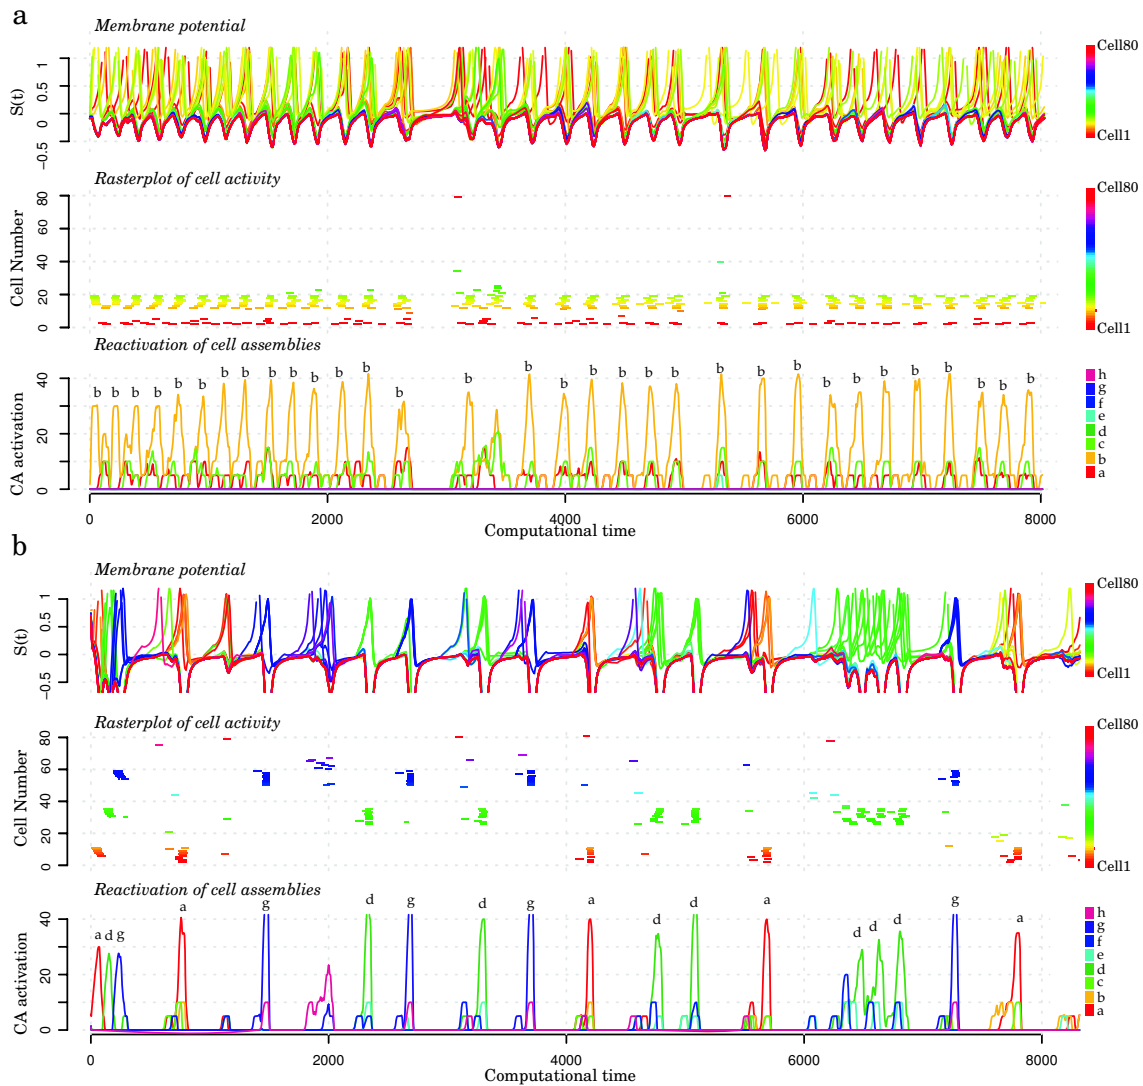 a
Membrane potential
S(t)
1
0.5
0
−0.5
Cell80
Cell1
Rasterplot of cell activity
Cell Number
80
60
40
20
0
Cell80
Cell1
Reactivation of cell assemblies
CA activation
40
20
0
b b b b b b b b b b b b b b b b b b b b b b b b b b b b b
h
g
f
e
d
c
b
a
0 2000 4000 6000 8000
Computational time
b
Membrane potential
S(t)
1
0.5
0
−0.5
Cell80
Cell1
Rasterplot of cell activity
Cell Number
80
60
40
20
0
Cell80
Cell1
Reactivation of cell assemblies
CA activation
40
20
0
a d g a g d g d g a d d a d d d g a
h
g
f
e
d
c
b
a
0 2000 4000 6000 8000
Computational time